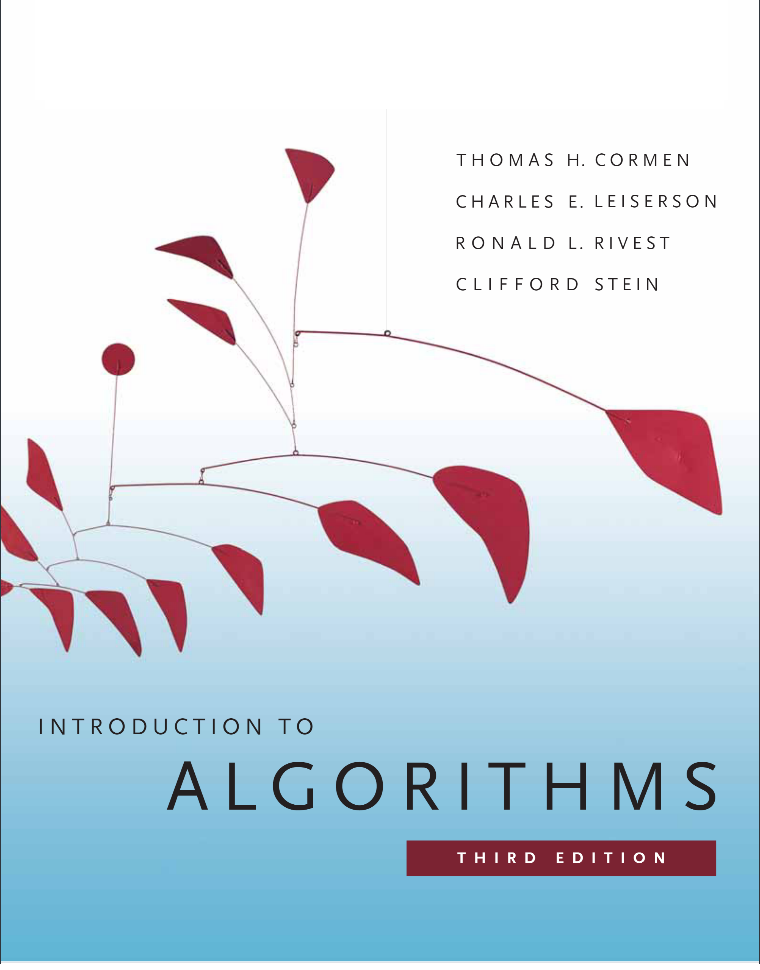 THOMAS H. CORMEN
CHARLES E. LEISERSON
RONALD L. RIVEST
CLIFFORD STEIN
INTRODUCTION TO
ALGORITHMS
THIRD EDITION